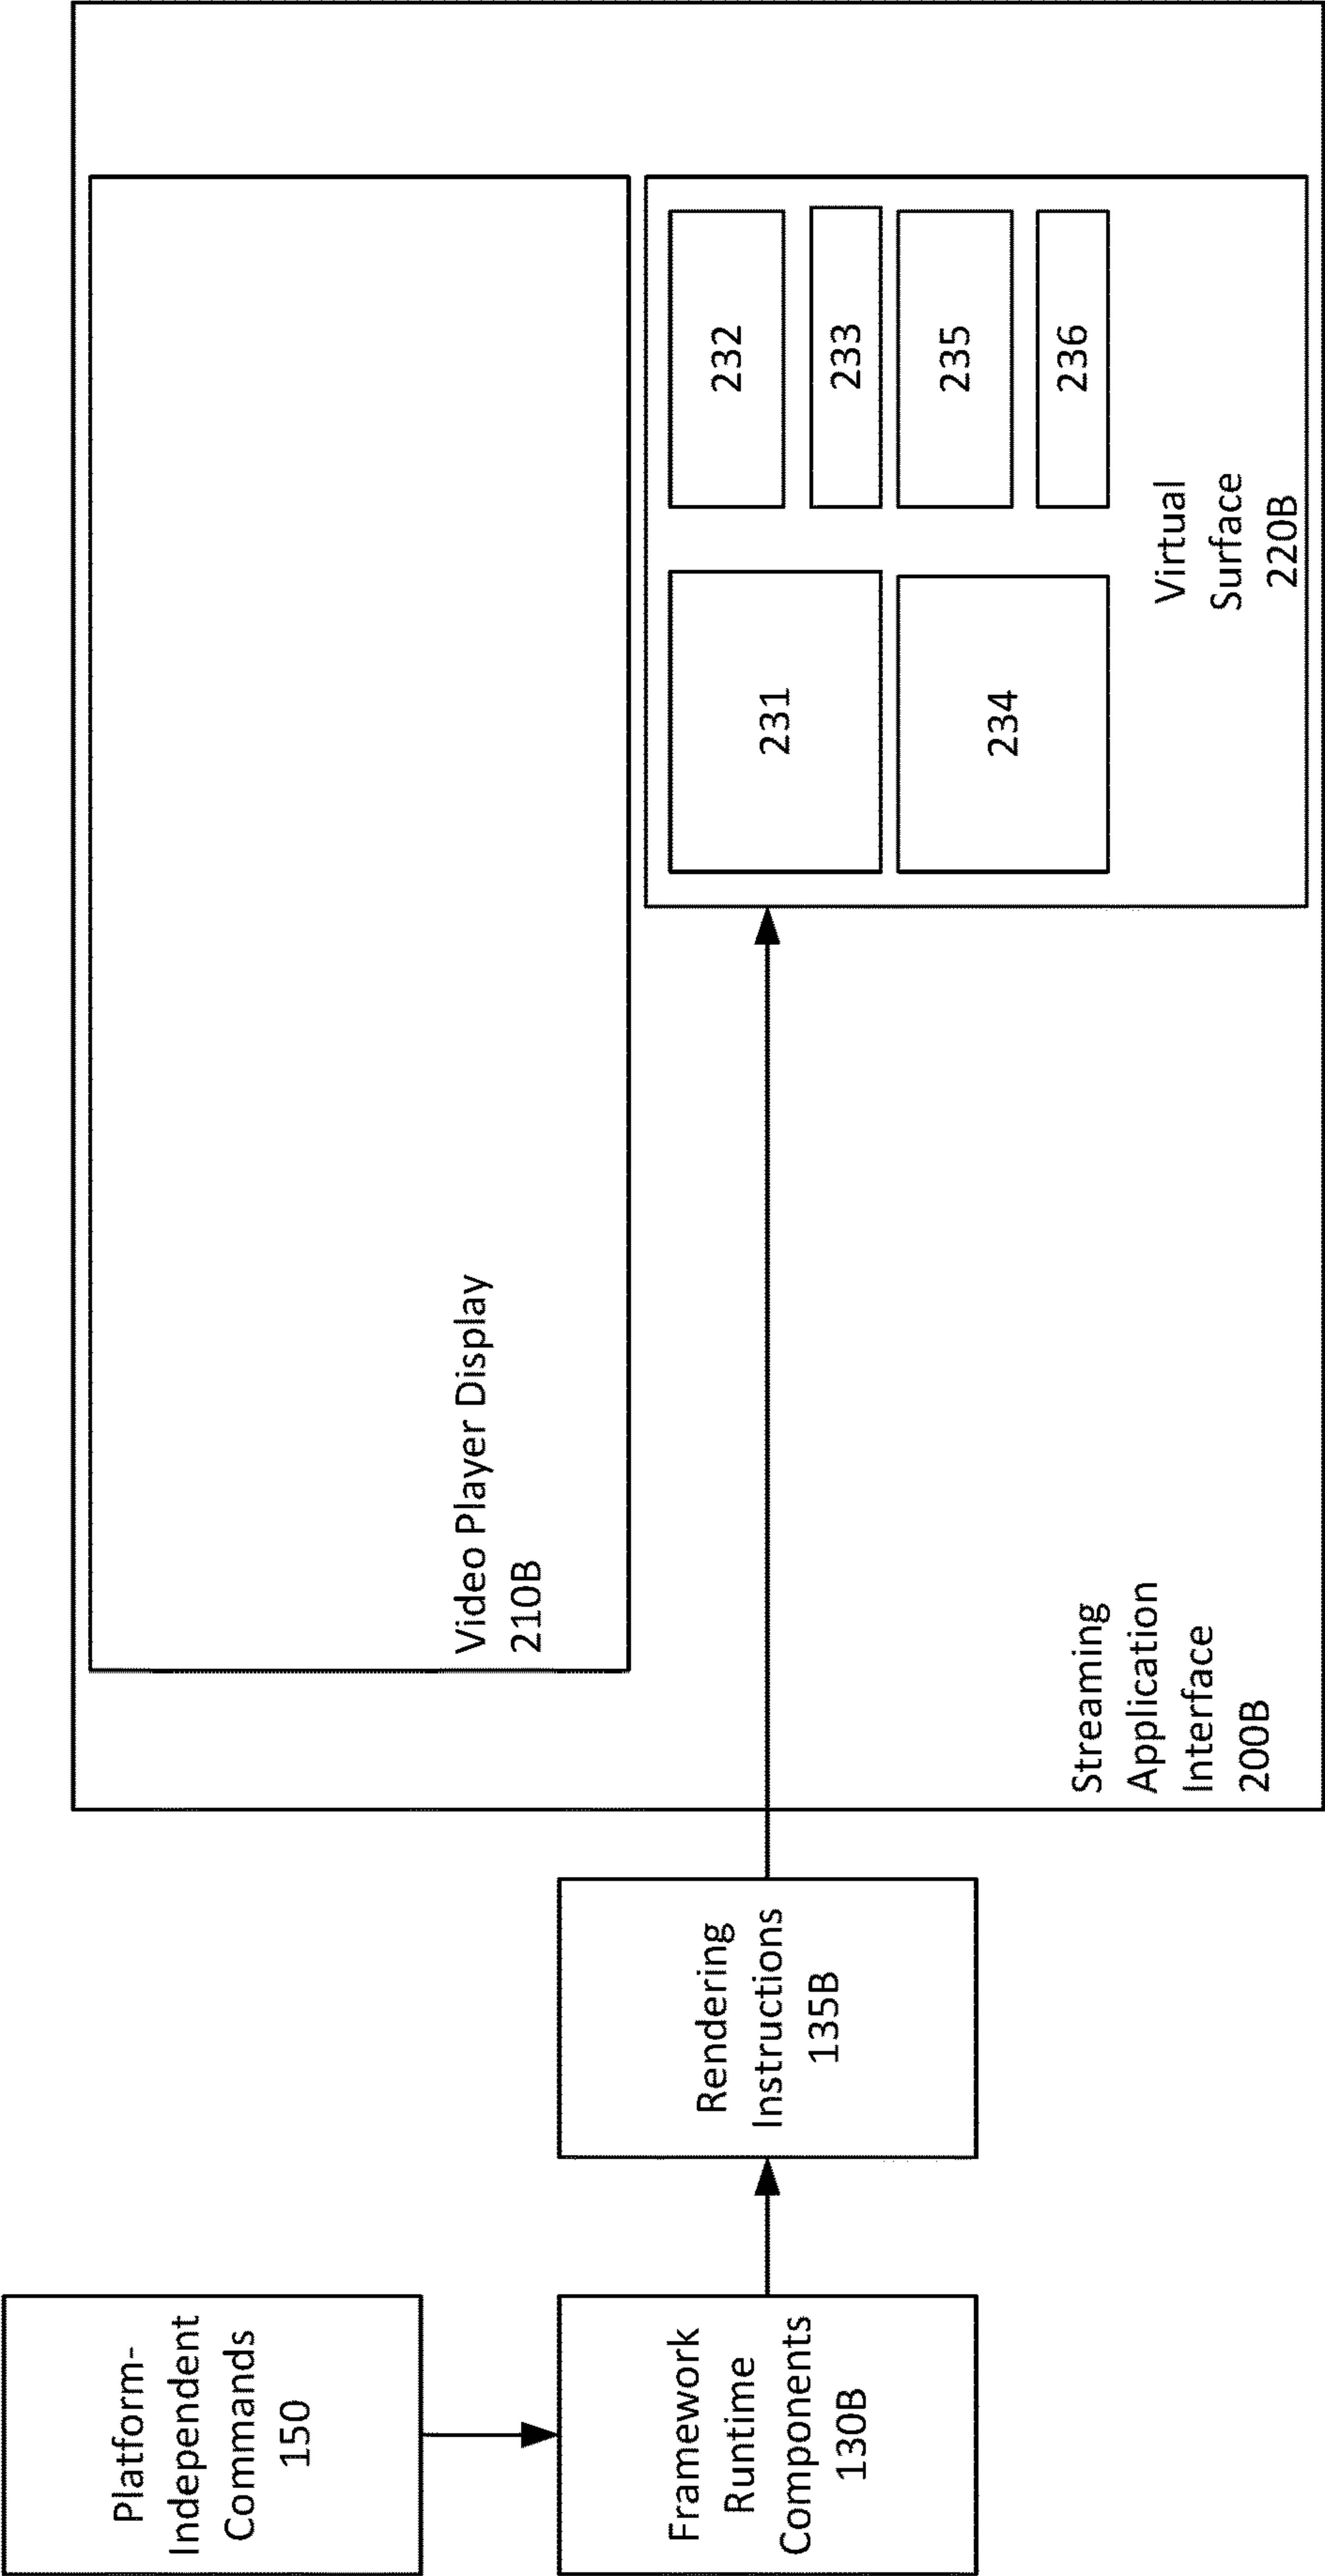 Platform-
Independent
Commands
150
Framework
Runtime
Components
130B
Rendering
Instructions
135B
Streaming
Application
Interface
200B
Video Player Display
210B
231
232
233
234
235
236
Virtual
Surface
220B